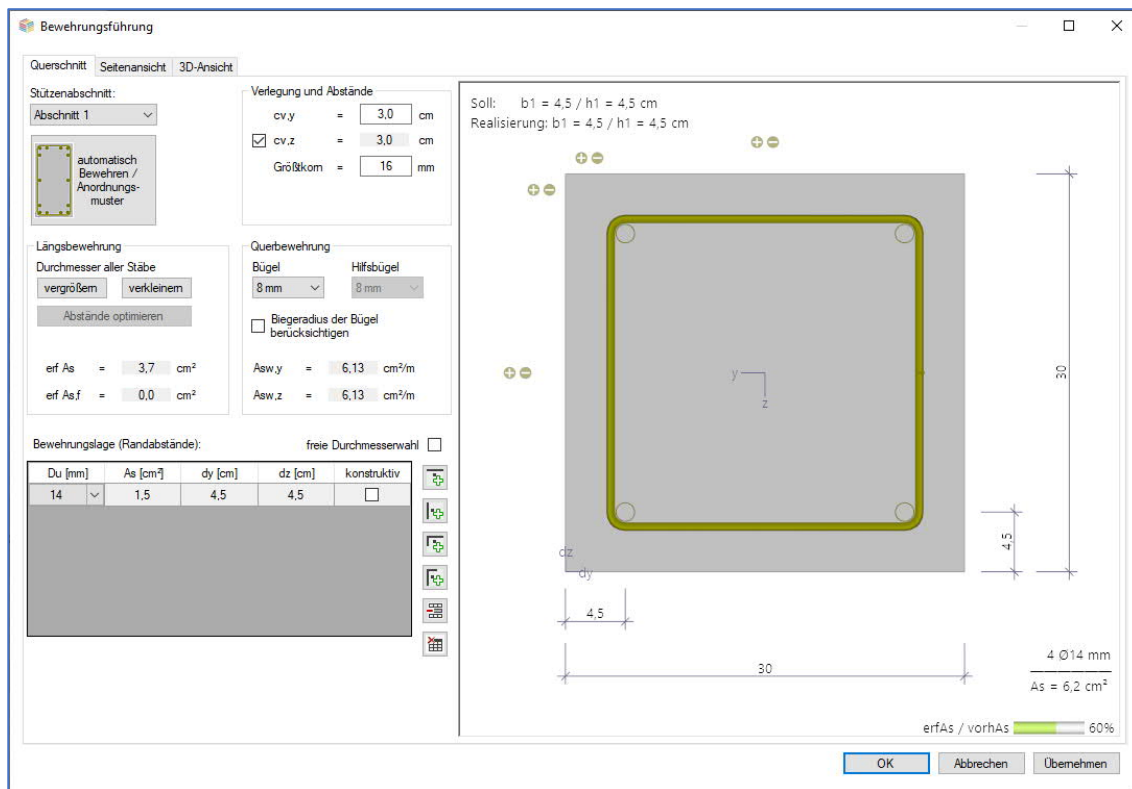 Bewehrungsführung
Querschnitt Seitenansicht 3D-Ansicht
Stützenabschnitt:
Abschnitt 1
automatisch
Bewehren /
Anordnungs-
muster
Verlegung und Abstände
cv,y = 3,0 cm
cv,z = 3,0 cm
Größtkorn = 16 mm
Längsbewehrung
Durchmesser aller Stäbe
vergrößern verkleinern
Abstände optimieren
erf As = 3,7 cm²
erf As,f = 0,0 cm²
Querbewehrung
Bügel Hilfsbügel
8 mm 8 mm
Biegeradius der Bügel
berücksichtigen
Asw,y = 6,13 cm²/m
Asw,z = 6,13 cm²/m
Bewehrungslage (Randabstände): freie Durchmesserwahl
Du [mm] As [cm²] dy [cm] dz [cm] konstruktiv
14 1,5 4,5 4,5
Soll: b1 = 4,5 / h1 = 4,5 cm
Realisierung: b1 = 4,5 / h1 = 4,5 cm
y
z
30
4,5
dz
dy
4,5
30
4 Ø14 mm
As = 6,2 cm²
erfAs / vorhAs 60%
OK Abbrechen Übernehmen